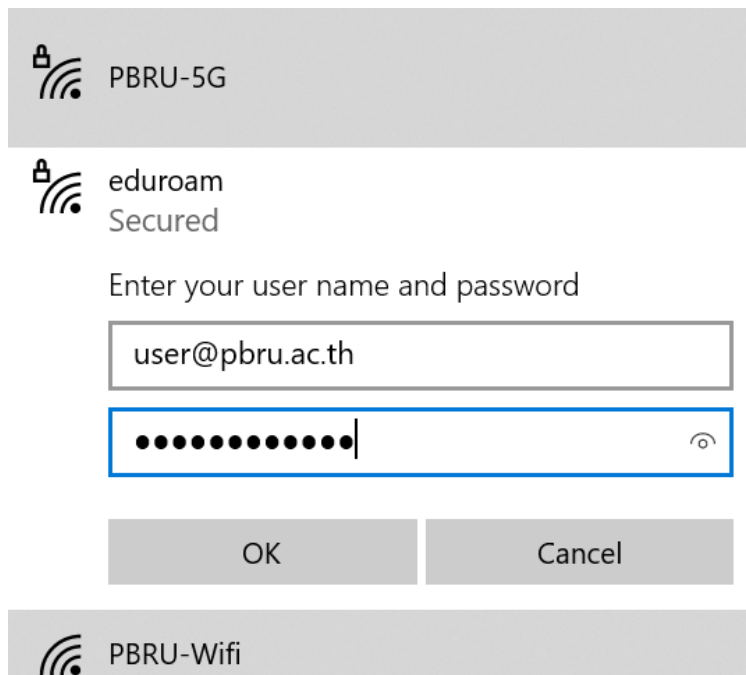 PBRU-5G
eduroam
Secured
Enter your user name and password
user@pbru.ac.th
●●●●●●●●●●●●
OK
Cancel
PBRU-Wifi